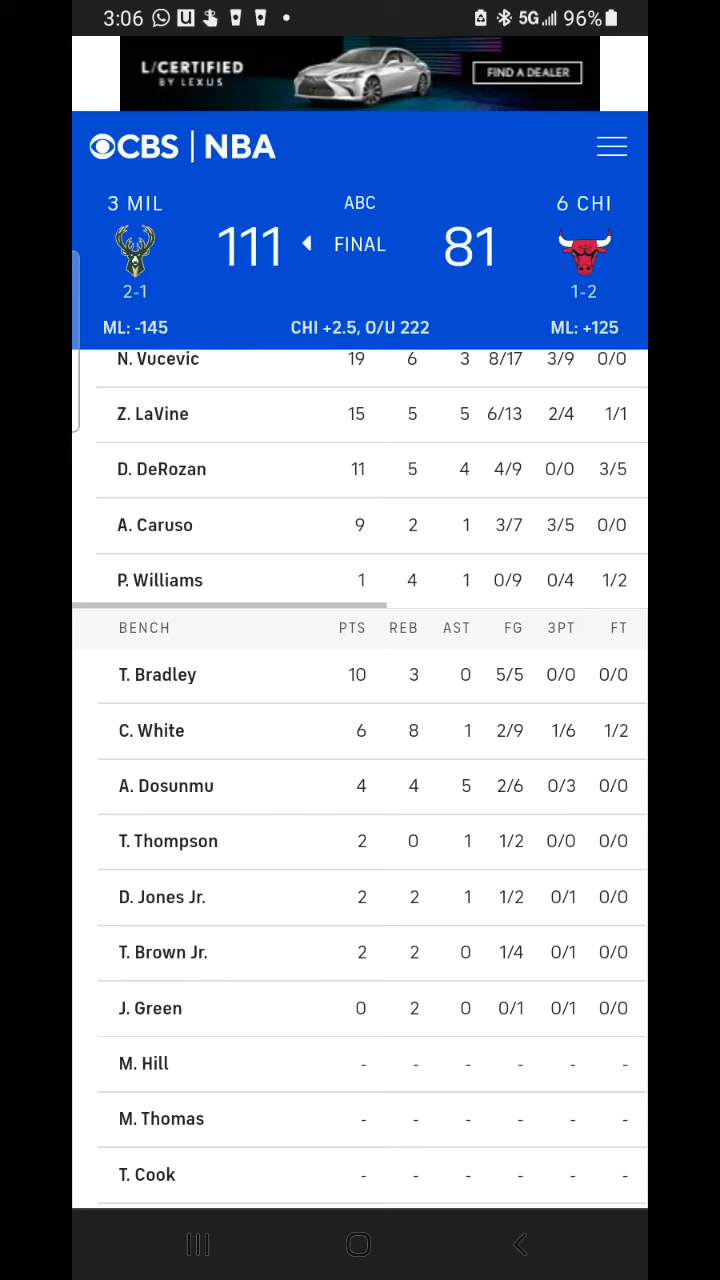 3:06 U 5G 96%
L/CERTIFIED FIND A DEALER
BY LEXUS
CBS | NBA
3 MIL ABC 6 CHI
111 FINAL 81
2-1 1-2
ML: -145 CHI +2.5, O/U 222 ML: +125
N. Vucevic 19 6 3 8/17 3/9 0/0
Z. LaVine 15 5 5 6/13 2/4 1/1
D. DeRozan 11 5 4 4/9 0/0 3/5
A. Caruso 9 2 1 3/7 3/5 0/0
P. Williams 1 4 1 0/9 0/4 1/2
BENCH PTS REB AST FG 3PT FT
T. Bradley 10 3 0 5/5 0/0 0/0
C. White 6 8 1 2/9 1/6 1/2
A. Dosunmu 4 4 5 2/6 0/3 0/0
T. Thompson 2 0 1 1/2 0/0 0/0
D. Jones Jr. 2 2 1 1/2 0/1 0/0
T. Brown Jr. 2 2 0 1/4 0/1 0/0
J. Green 0 2 0 0/1 0/1 0/0
M. Hill - - - - - -
M. Thomas - - - - - -
T. Cook - - - - - -